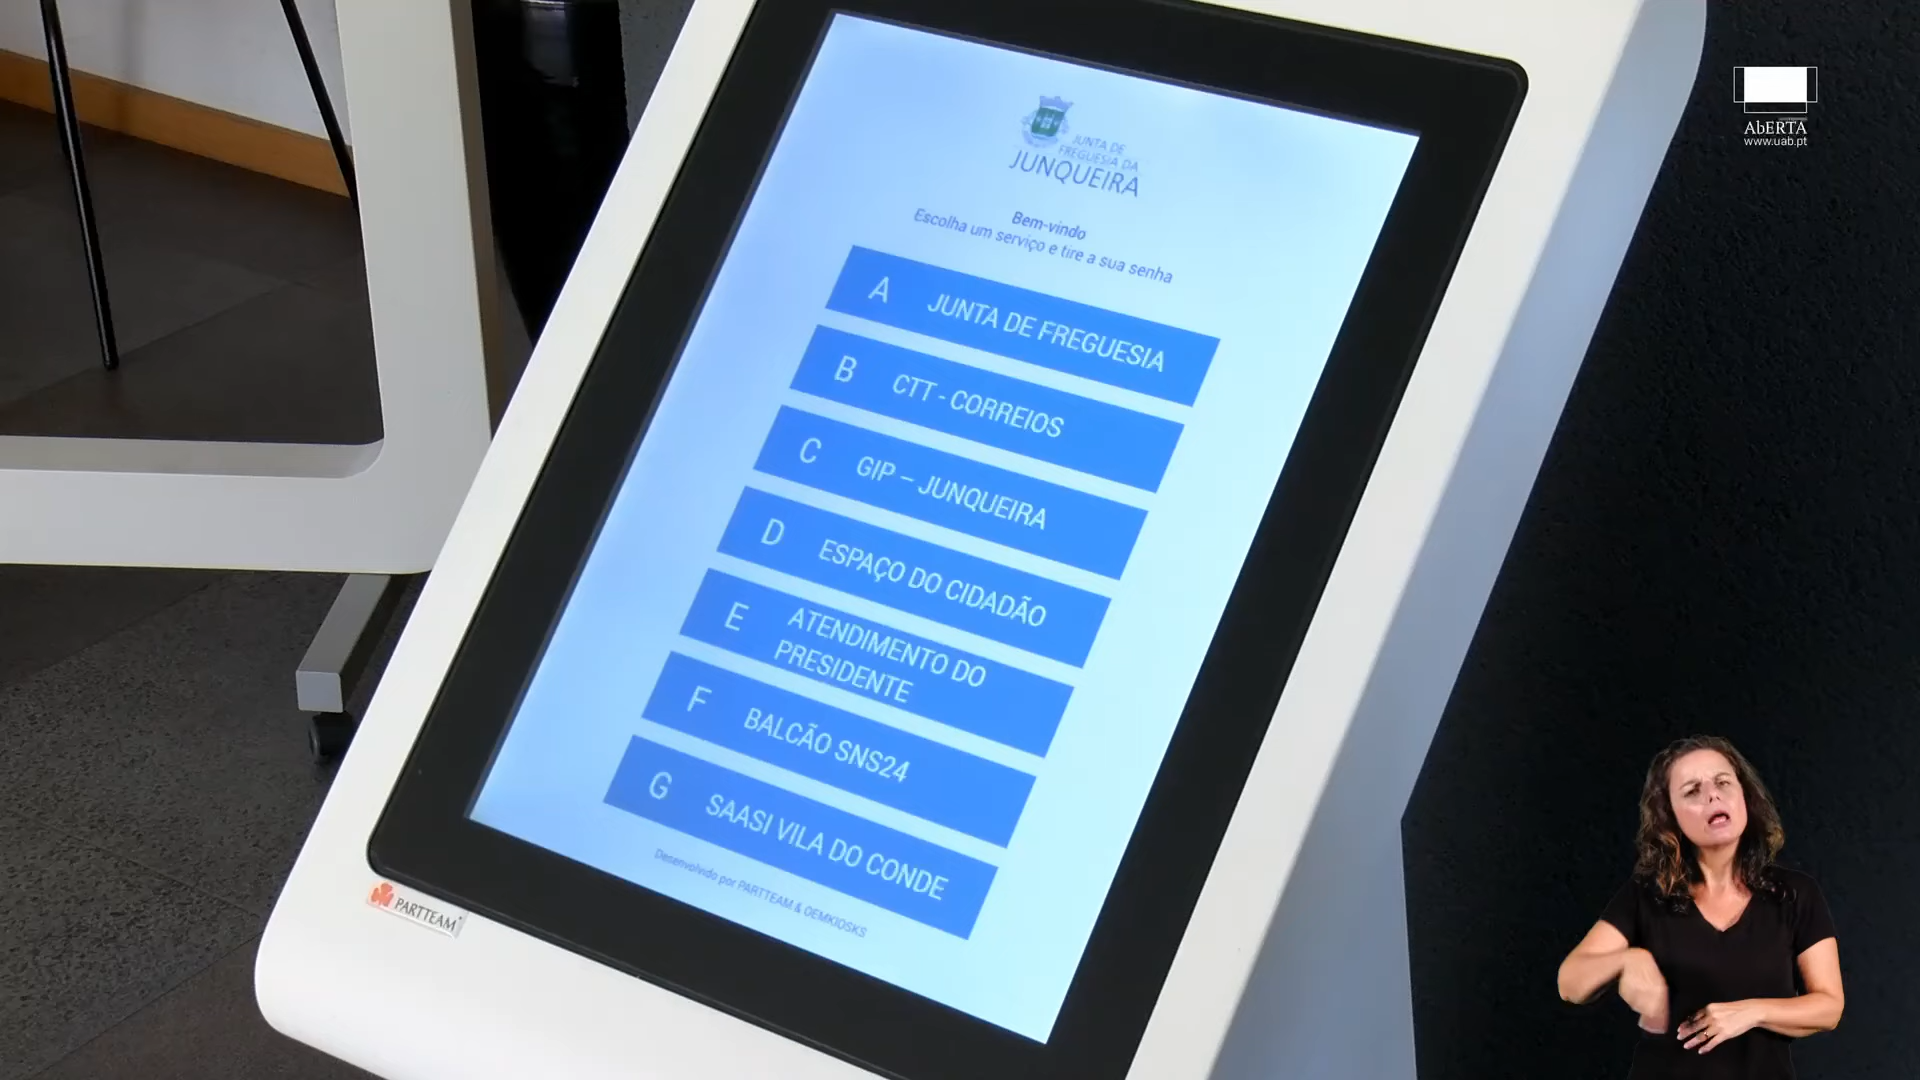 JUNTA DE
FREGUESIA DA
JUNQUEIRA
Bem-vindo
Escolha um serviço e tire a sua senha
A JUNTA DE FREGUESIA
B CTT - CORREIOS
C GIP – JUNQUEIRA
D ESPAÇO DO CIDADÃO
E ATENDIMENTO DO
PRESIDENTE
F BALCÃO SNS24
G SAASI VILA DO CONDE
Desenvolvido por PARTTEAM & OEMKIOSKS
PARTTEAM
AbERTA
www.uab.pt